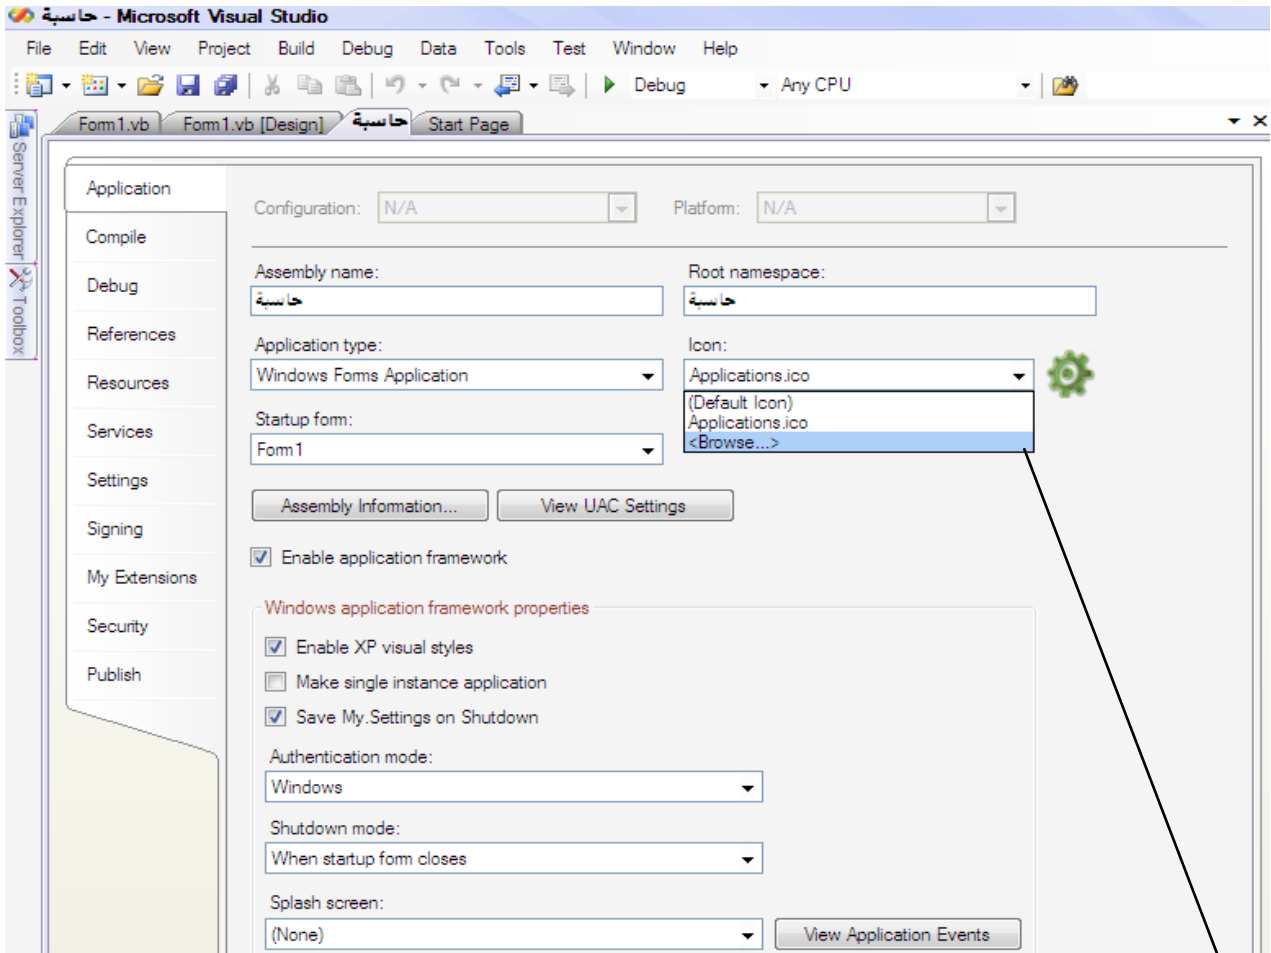 حاسبة - Microsoft Visual Studio
File Edit View Project Build Debug Data Tools Test Window Help
Debug Any CPU
Form1.vb Form1.vb [Design] حاسبة Start Page
Server Explorer
Toolbox
Application
Compile
Debug
References
Resources
Services
Settings
Signing
My Extensions
Security
Publish
Configuration: N/A Platform: N/A
Assembly name: Root namespace:
حاسبة حاسبة
Application type: Icon:
Windows Forms Application Applications.ico
(Default Icon)
Applications.ico
<Browse...>
Startup form:
Form1
Assembly Information... View UAC Settings
Enable application framework
Windows application framework properties
Enable XP visual styles
Make single instance application
Save My.Settings on Shutdown
Authentication mode:
Windows
Shutdown mode:
When startup form closes
Splash screen:
(None) View Application Events